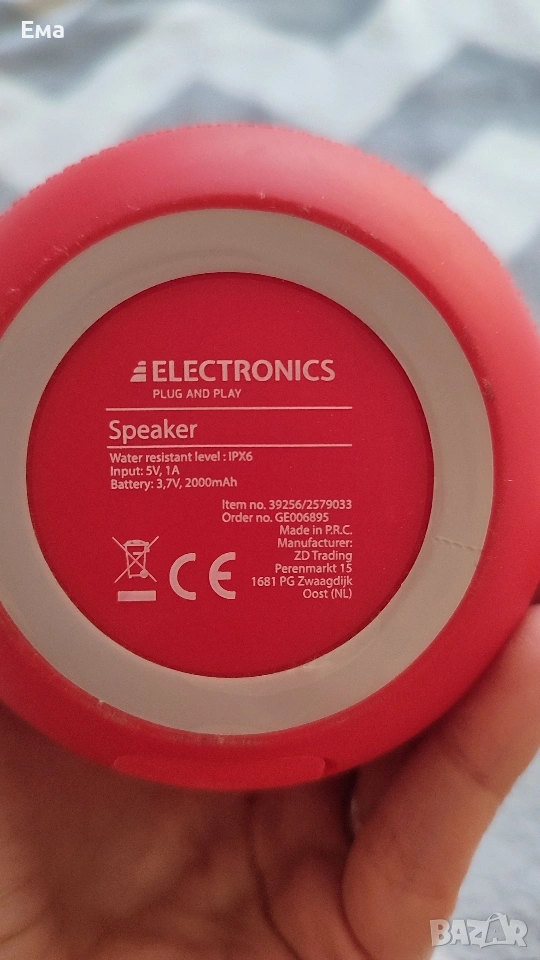 Ема
ELECTRONICS
PLUG AND PLAY
Speaker
Water resistant level : IPX6
Input: 5V, 1A
Battery: 3,7V, 2000mAh
Item no. 39256/2579033
Order no. GE006895
Made in P.R.C.
Manufacturer:
ZD Trading
Perenmarkt 15
1681 PG Zwaagdijk
Oost (NL)
CE
BAZAR